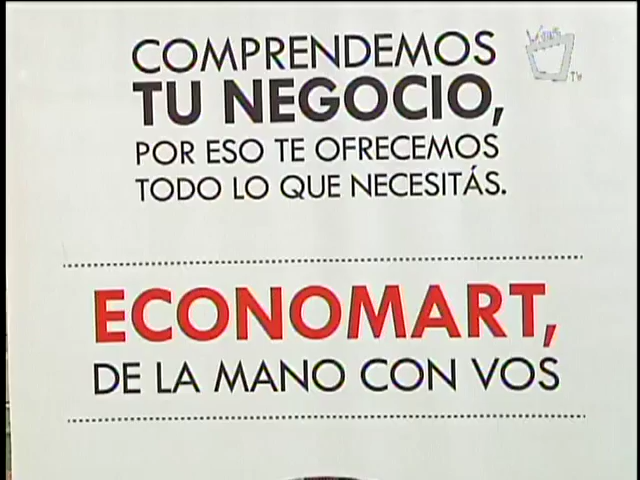 COMPRENDEMOS
TU NEGOCIO,
POR ESO TE OFRECEMOS
TODO LO QUE NECESITÁS.
ECONOMART,
DE LA MANO CON VOS